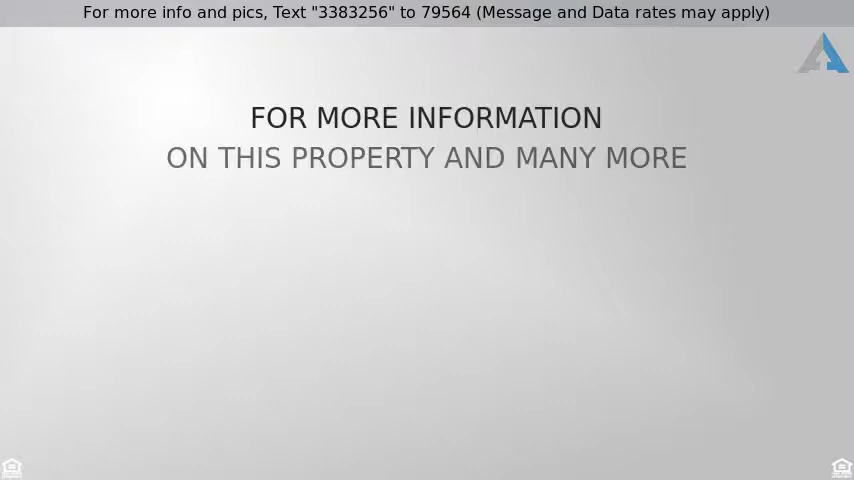 For more info and pics, Text "3383256" to 79564 (Message and Data rates may apply)
FOR MORE INFORMATION
ON THIS PROPERTY AND MANY MORE